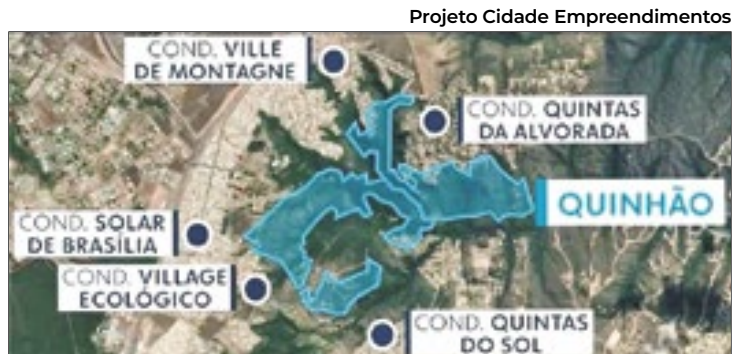 Projeto Cidade Empreendimentos
COND. VILLE
DE MONTAGNE
COND. QUINTAS
DA ALVORADA
QUINHÃO
COND. SOLAR
DE BRASÍLIA
COND. VILLAGE
ECOLÓGICO
COND. QUINTAS
DO SOL